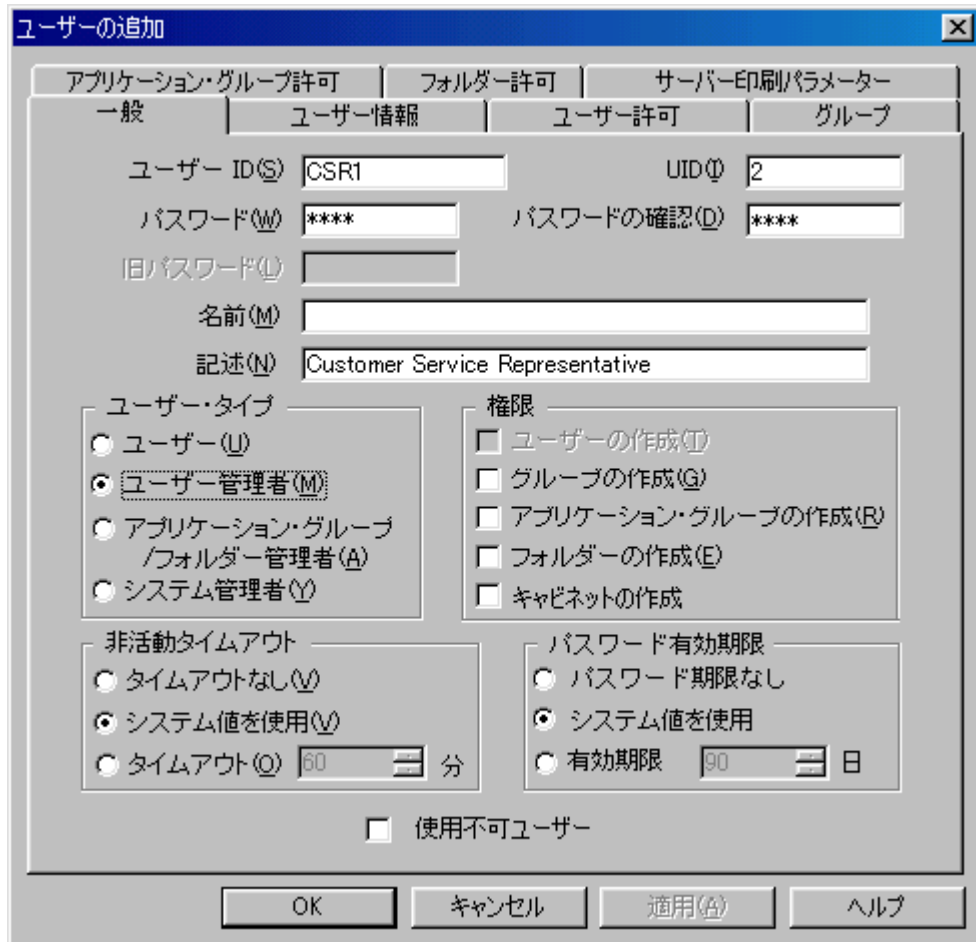 ユーザーの追加
アプリケーション・グループ許可 フォルダー許可 サーバー印刷パラメーター
一般 ユーザー情報 ユーザー許可 グループ
ユーザー ID(S) CSR1 UID(I) 2
パスワード(W) **** パスワードの確認(D) ****
旧パスワード(L)
名前(M)
記述(N) Customer Service Representative
ユーザー・タイプ
ユーザー(U)
ユーザー管理者(M)
アプリケーション・グループ
/フォルダー管理者(A)
システム管理者(Y)
権限
ユーザーの作成(T)
グループの作成(G)
アプリケーション・グループの作成(R)
フォルダーの作成(E)
キャビネットの作成
非活動タイムアウト
タイムアウトなし(V)
システム値を使用(V)
タイムアウト(O) 60 分
パスワード有効期限
パスワード期限なし
システム値を使用
有効期限 90 日
使用不可ユーザー
OK キャンセル 適用(A) ヘルプ